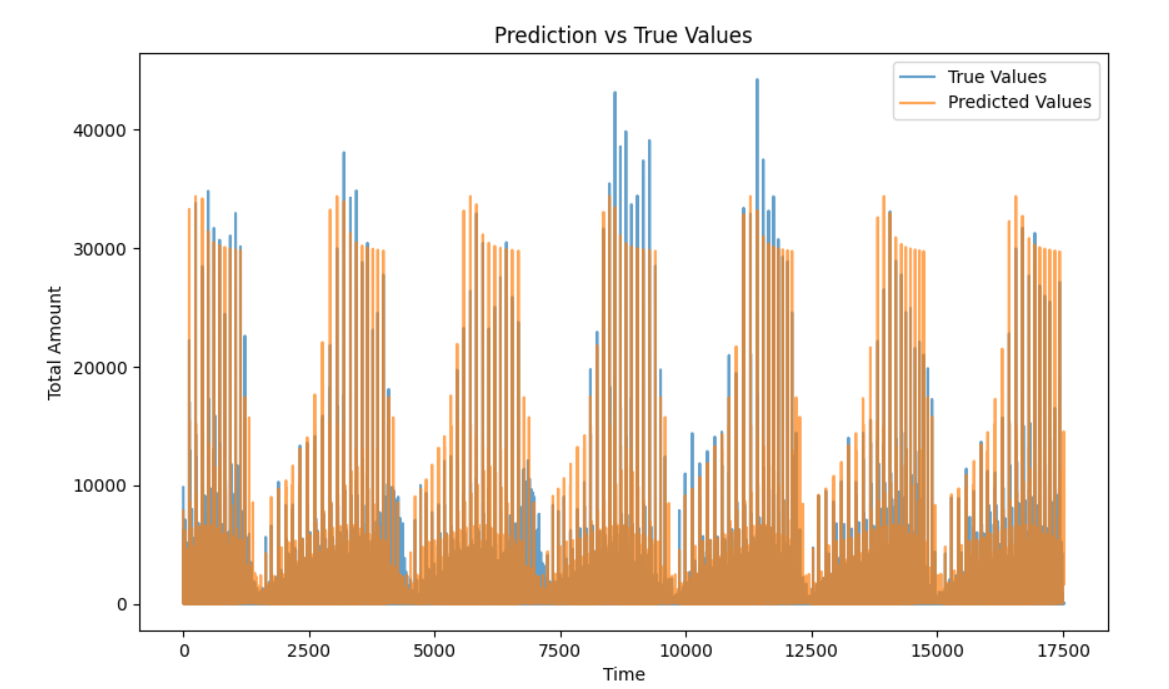 Prediction vs True Values
True Values
Predicted Values
Total Amount
40000
30000
20000
10000
0
0
2500
5000
7500
10000
12500
15000
17500
Time